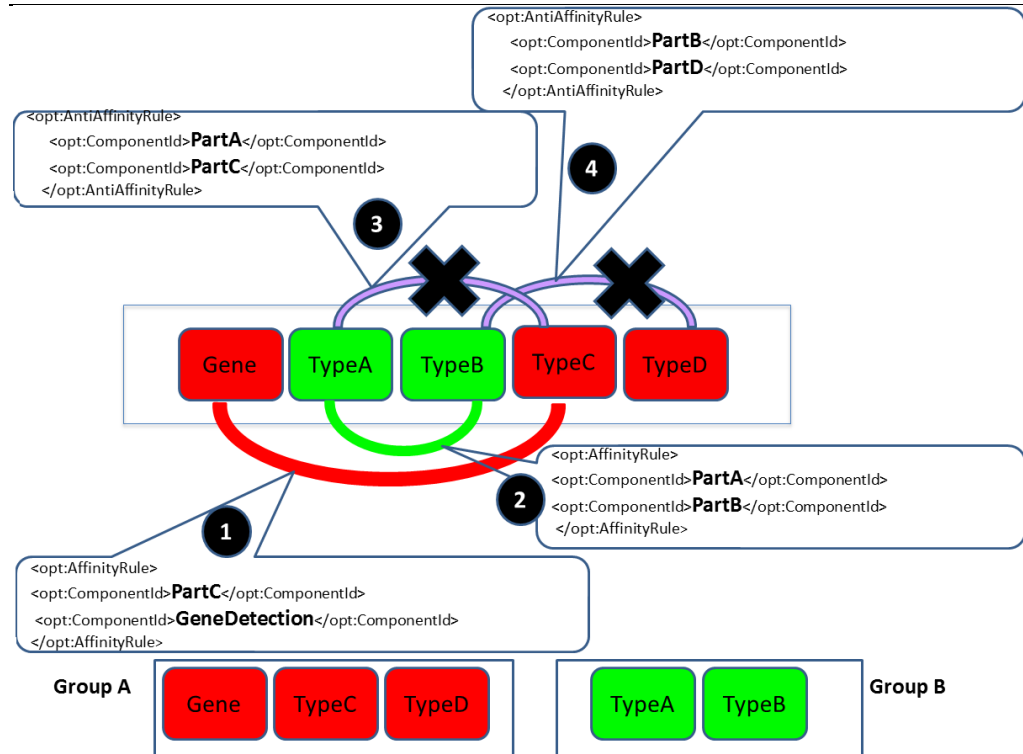 <opt:AntiAffinityRule>
<opt:ComponentId>PartB</opt:ComponentId>
<opt:ComponentId>PartD</opt:ComponentId>
</opt:AntiAffinityRule>
<opt:AntiAffinityRule>
<opt:ComponentId>PartA</opt:ComponentId>
<opt:ComponentId>PartC</opt:ComponentId>
</opt:AntiAffinityRule>
4
3
Gene TypeA TypeB TypeC TypeD
<opt:AffinityRule>
<opt:ComponentId>PartA</opt:ComponentId>
<opt:ComponentId>PartB</opt:ComponentId>
</opt:AffinityRule>
2
1
<opt:AffinityRule>
<opt:ComponentId>PartC</opt:ComponentId>
<opt:ComponentId>GeneDetection</opt:ComponentId>
</opt:AffinityRule>
Group A
Gene TypeC TypeD
TypeA TypeB
Group B